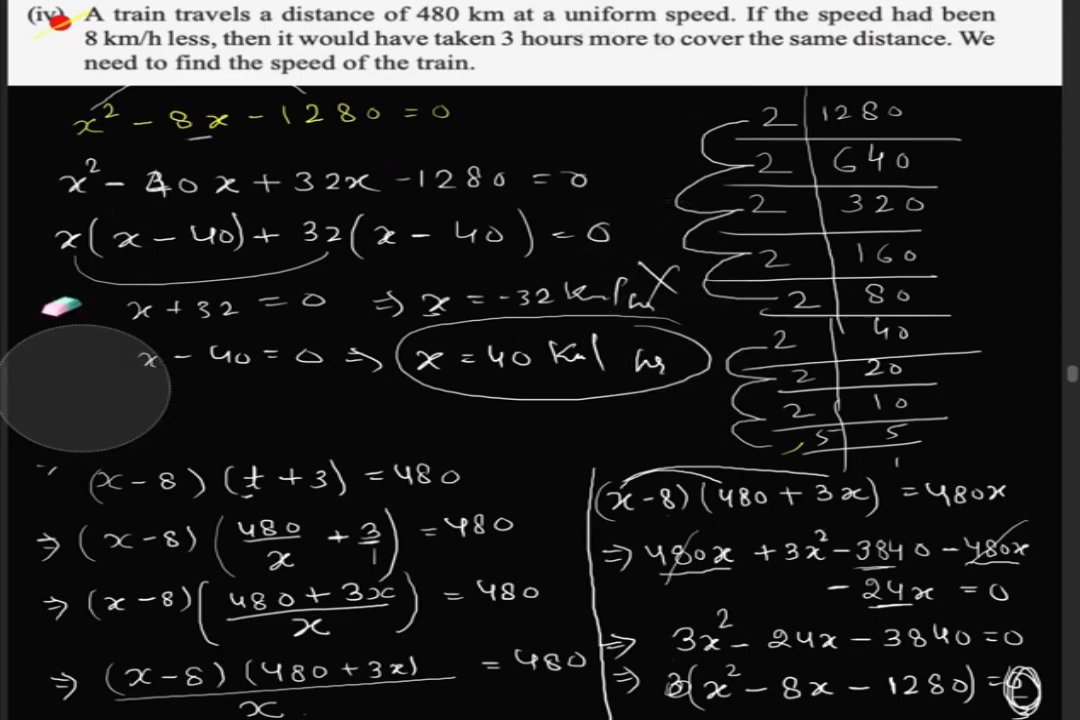 (iv) A train travels a distance of 480 km at a uniform speed. If the speed had been
8 km/h less, then it would have taken 3 hours more to cover the same distance. We
need to find the speed of the train.
x² - 8x - 1280 = 0
x² - 40x + 32x - 1280 = 0
x(x - 40) + 32(x - 40) = 0
x + 32 = 0 ⇒ x = -32 Km/ hr X
x - 40 = 0 ⇒ x = 40 Km/ hr
2 | 1280
2 | 640
2 | 320
2 | 160
2 | 80
2 | 40
2 | 20
2 | 10
5 | 5
1
(x - 8) (t + 3) = 480
⇒ (x - 8) (480/x + 3/1) = 480
⇒ (x - 8) (480 + 3x / x) = 480
⇒ (x - 8) (480 + 3x) / x = 480
(x - 8) (480 + 3x) = 480x
⇒ 480x + 3x² - 3840 - 480x
- 24x = 0
⇒ 3x² - 24x - 3840 = 0
⇒ 3(x² - 8x - 1280) = 0